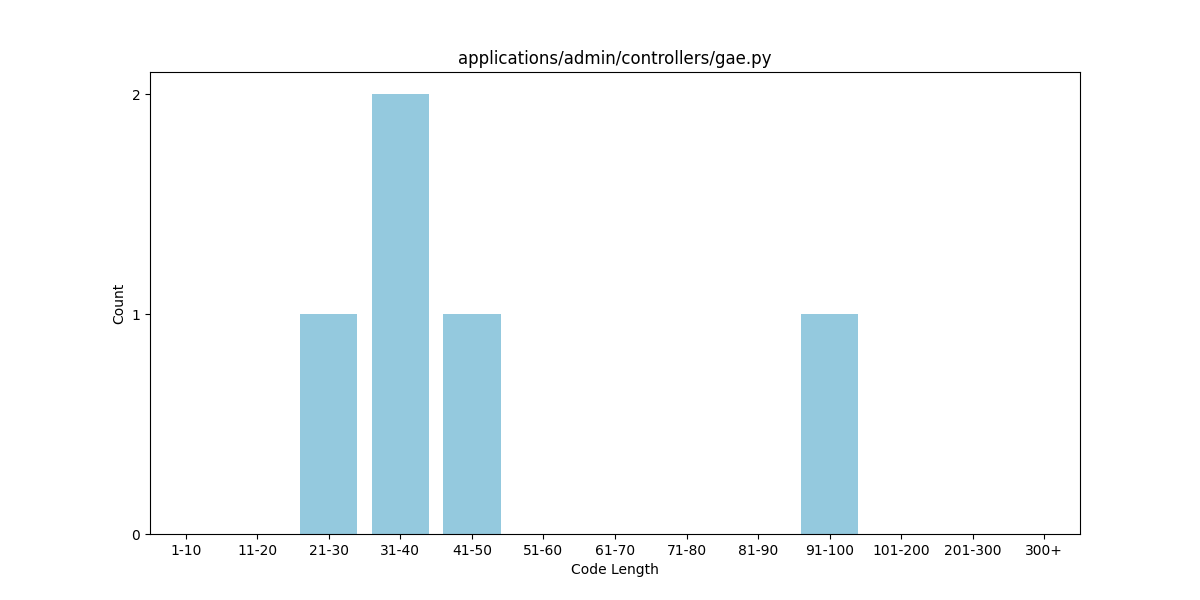 applications/admin/controllers/gae.py
2
1
0
Count
1-10 11-20 21-30 31-40 41-50 51-60 61-70 71-80 81-90 91-100 101-200 201-300 300+
Code Length